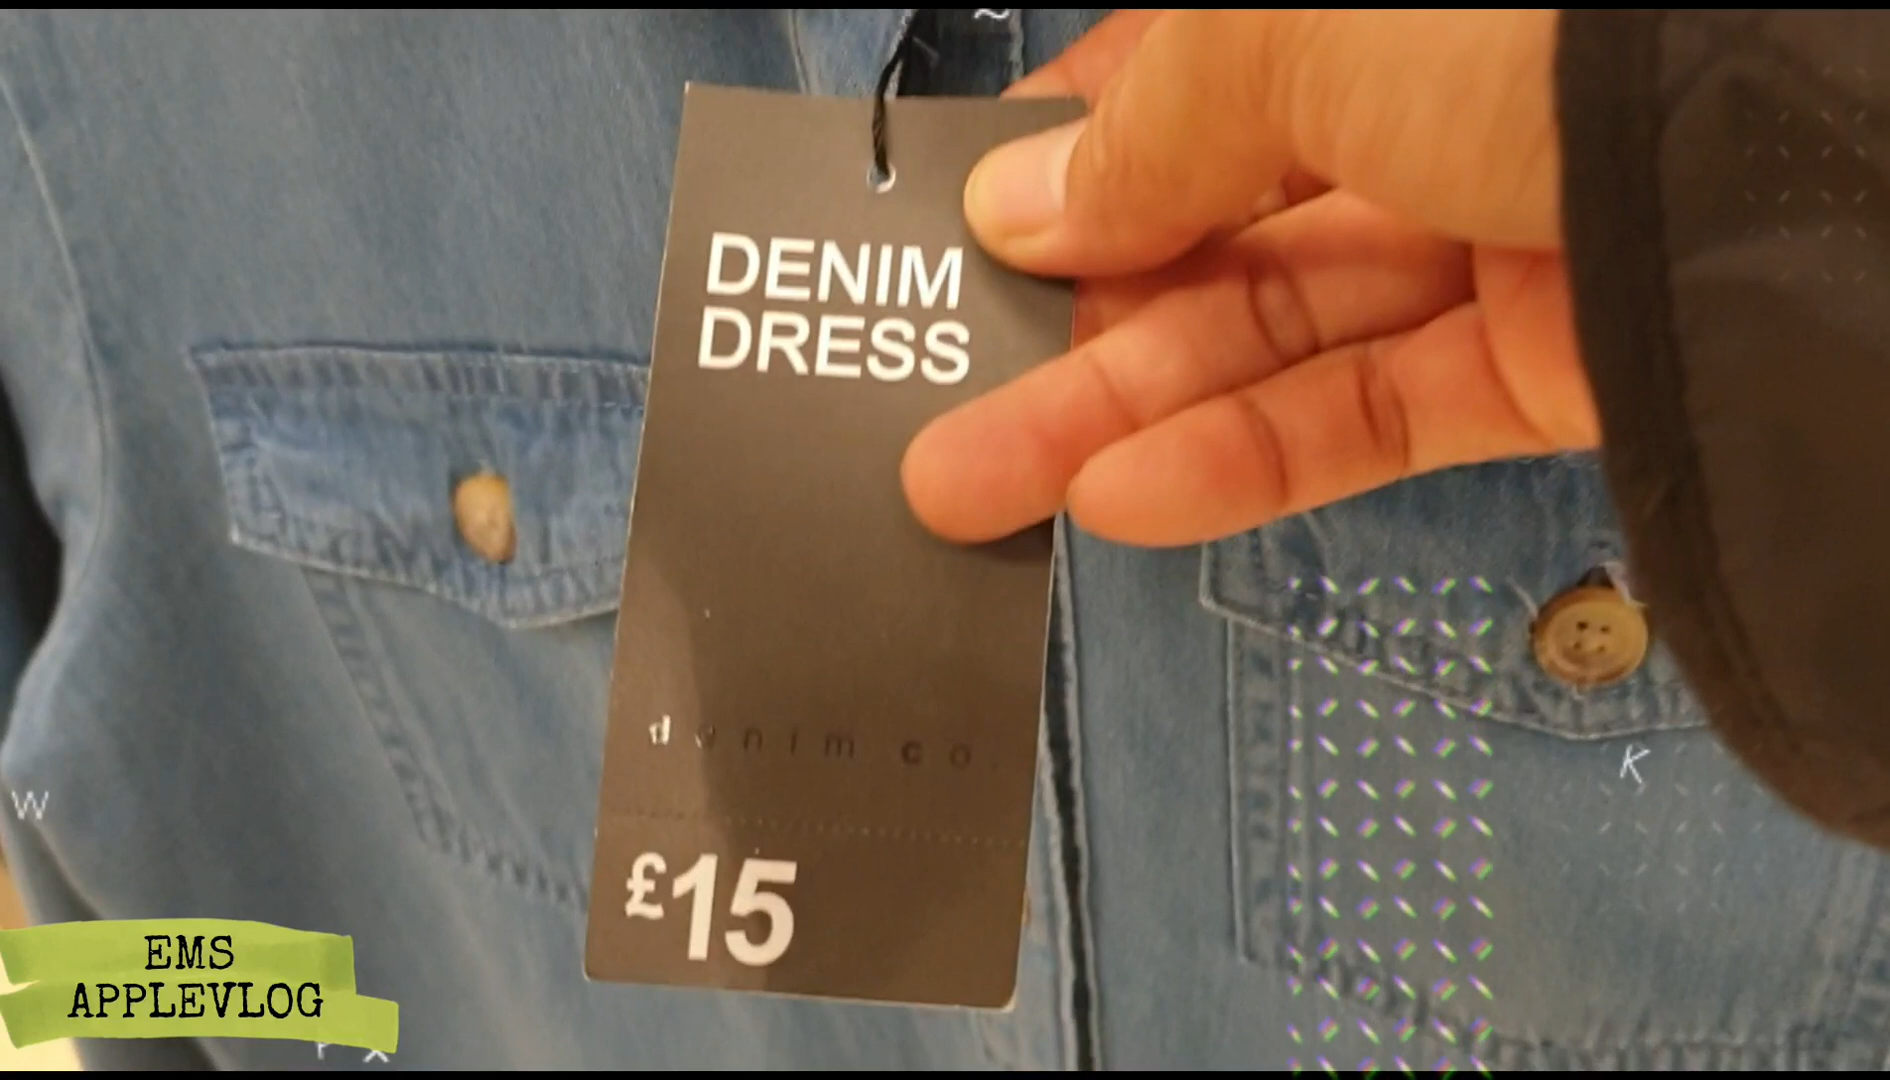 DENIM
DRESS
denim co.
£15
W
K
EMS
APPLEVLOG
X